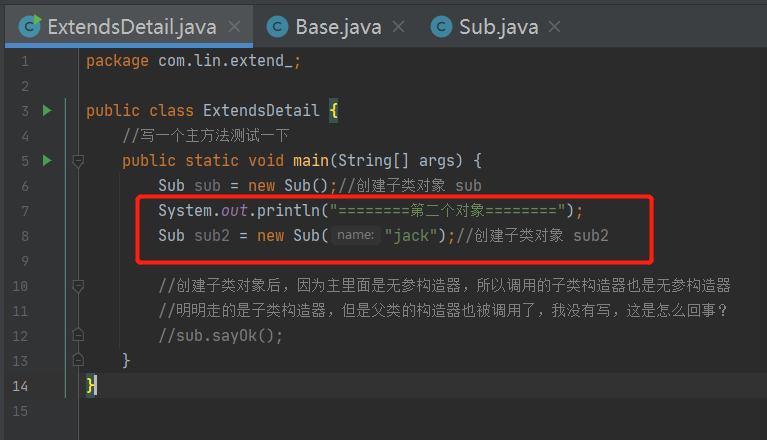 ExtendsDetail.java × Base.java × Sub.java ×
1 package com.lin.extend_;
2
3 public class ExtendsDetail {
4 //写一个主方法测试一下
5 public static void main(String[] args) {
6 Sub sub = new Sub();//创建子类对象 sub
7 System.out.println("========第二个对象========");
8 Sub sub2 = new Sub( name: "jack");//创建子类对象 sub2
9
10 //创建子类对象后，因为主里面是无参构造器，所以调用的子类构造器也是无参构造器
11 //明明走的是子类构造器，但是父类的构造器也被调用了，我没有写，这是怎么回事？
12 //sub.sayOk();
13 }
14 }
15